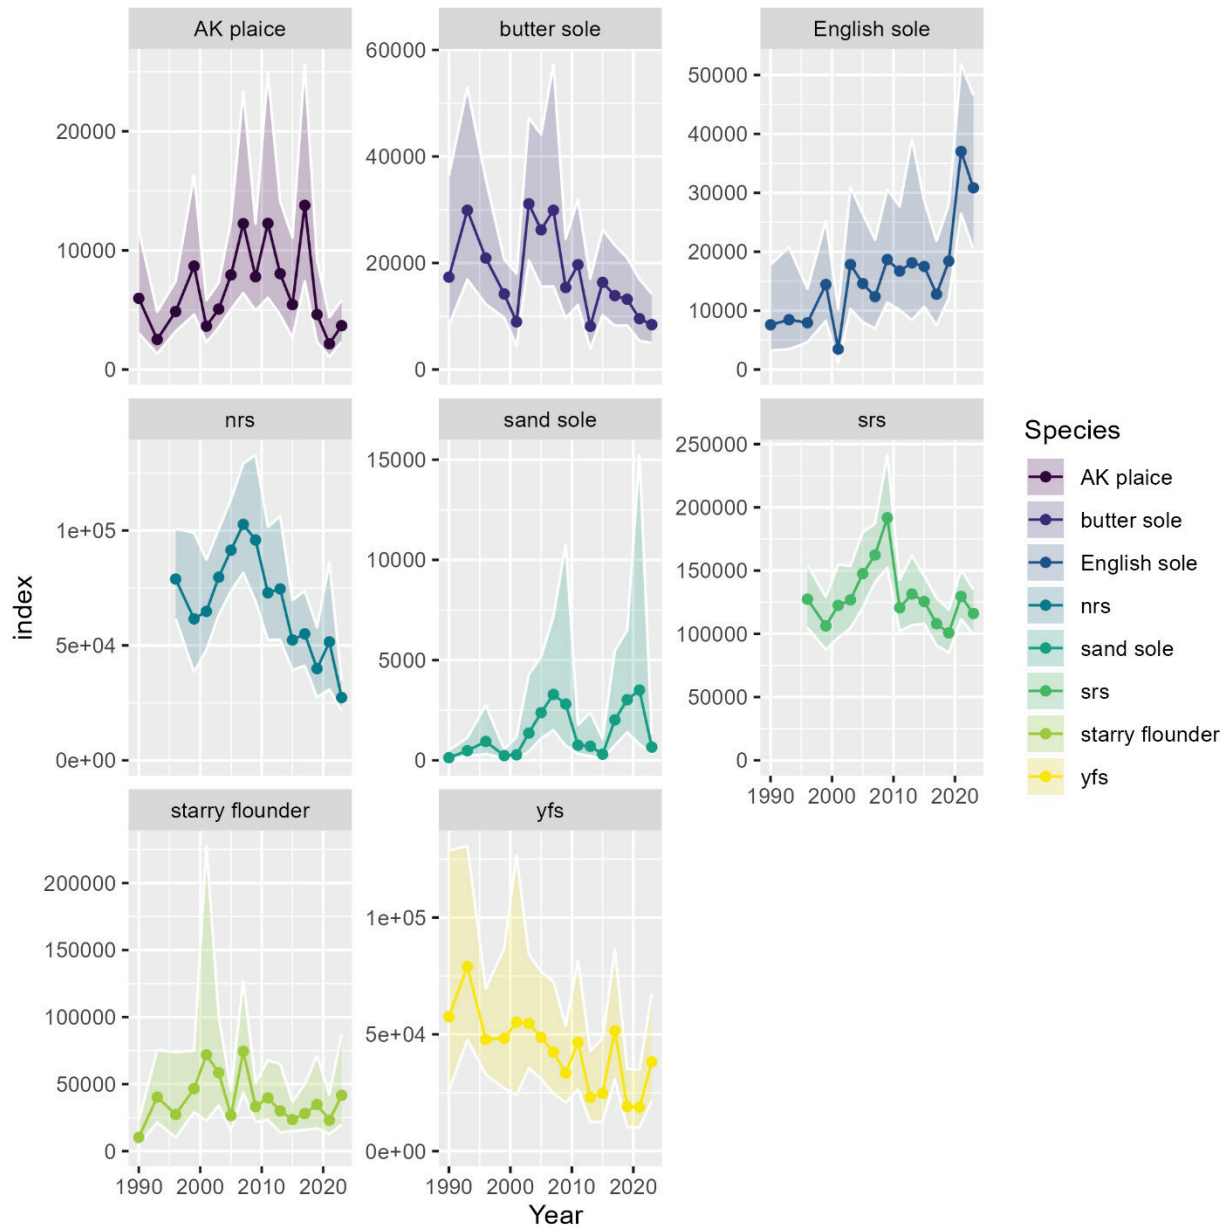 AK plaice
butter sole
English sole
20000
10000
0
60000
40000
20000
0
50000
40000
30000
20000
10000
0
nrs
sand sole
srs
1e+05
5e+04
0e+00
15000
10000
5000
0
250000
200000
150000
100000
50000
0
1990 2000 2010 2020
starry flounder
yfs
200000
150000
100000
50000
0
1e+05
5e+04
0e+00
1990 2000 2010 2020
1990 2000 2010 2020
index
Year
Species
AK plaice
butter sole
English sole
nrs
sand sole
srs
starry flounder
yfs